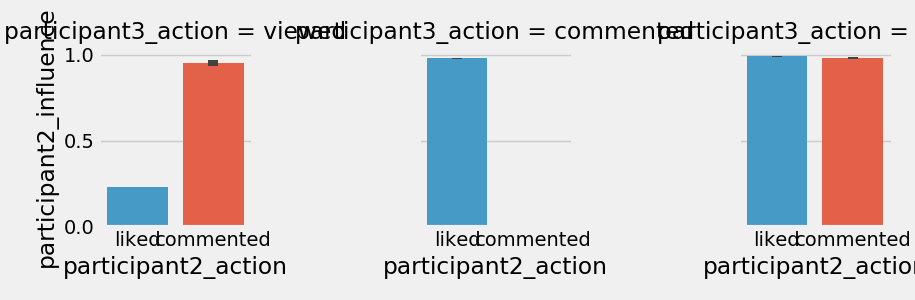 participant3_action = viewed
participant3_action = commented
participant3_action =
participant2_influence
1.0
0.5
0.0
liked
commented
liked
commented
liked
commented
participant2_action
participant2_action
participant2_action